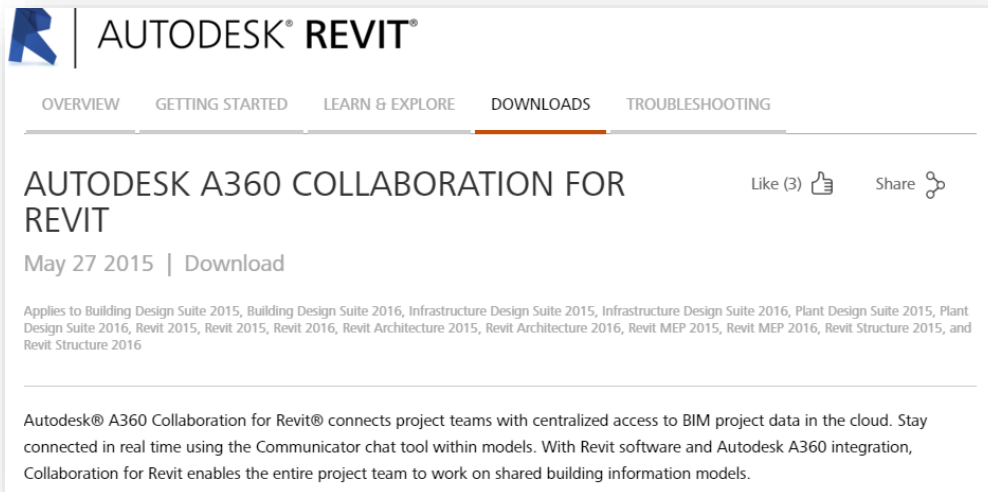 AUTODESK® REVIT®
OVERVIEW GETTING STARTED LEARN & EXPLORE DOWNLOADS TROUBLESHOOTING
AUTODESK A360 COLLABORATION FOR
REVIT
Like (3) Share
May 27 2015 | Download
Applies to Building Design Suite 2015, Building Design Suite 2016, Infrastructure Design Suite 2015, Infrastructure Design Suite 2016, Plant Design Suite 2015, Plant
Design Suite 2016, Revit 2015, Revit 2015, Revit 2016, Revit Architecture 2015, Revit Architecture 2016, Revit MEP 2015, Revit MEP 2016, Revit Structure 2015, and
Revit Structure 2016
Autodesk® A360 Collaboration for Revit® connects project teams with centralized access to BIM project data in the cloud. Stay
connected in real time using the Communicator chat tool within models. With Revit software and Autodesk A360 integration,
Collaboration for Revit enables the entire project team to work on shared building information models.